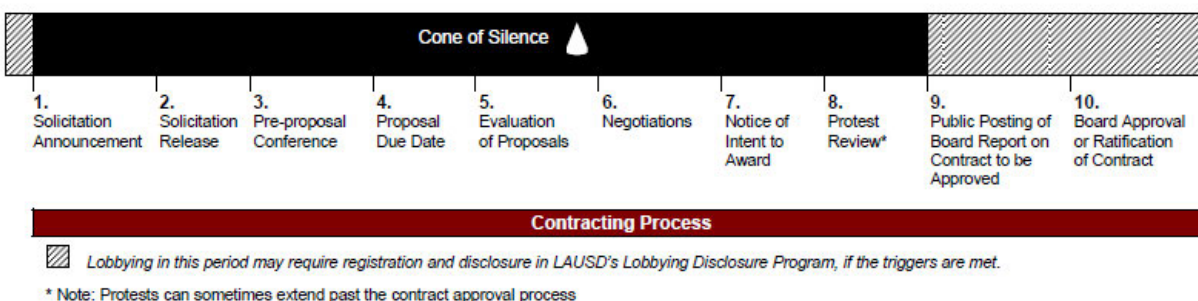 Cone of Silence
1.
Solicitation
Announcement
2.
Solicitation
Release
3.
Pre-proposal
Conference
4.
Proposal
Due Date
5.
Evaluation
of Proposals
6.
Negotiations
7.
Notice of
Intent to
Award
8.
Protest
Review*
9.
Public Posting of
Board Report on
Contract to be
Approved
10.
Board Approval
or Ratification
of Contract
Contracting Process
Lobbying in this period may require registration and disclosure in LAUSD's Lobbying Disclosure Program, if the triggers are met.
* Note: Protests can sometimes extend past the contract approval process